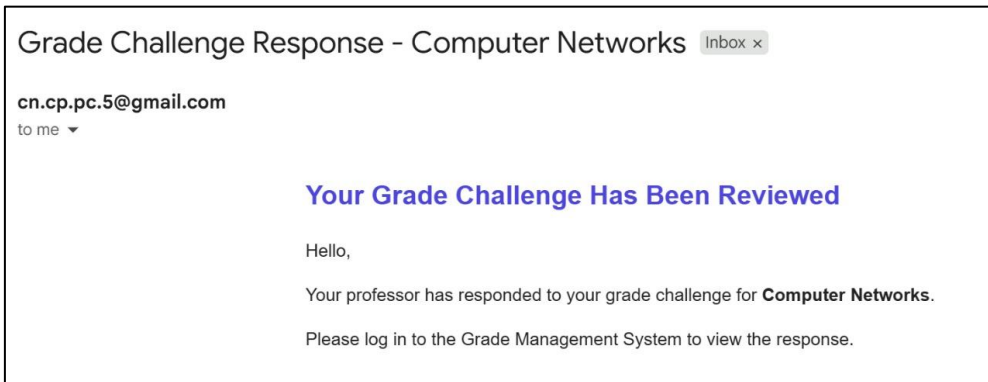 Grade Challenge Response - Computer Networks Inbox ×
cn.cp.pc.5@gmail.com
to me
Your Grade Challenge Has Been Reviewed
Hello,
Your professor has responded to your grade challenge for Computer Networks.
Please log in to the Grade Management System to view the response.